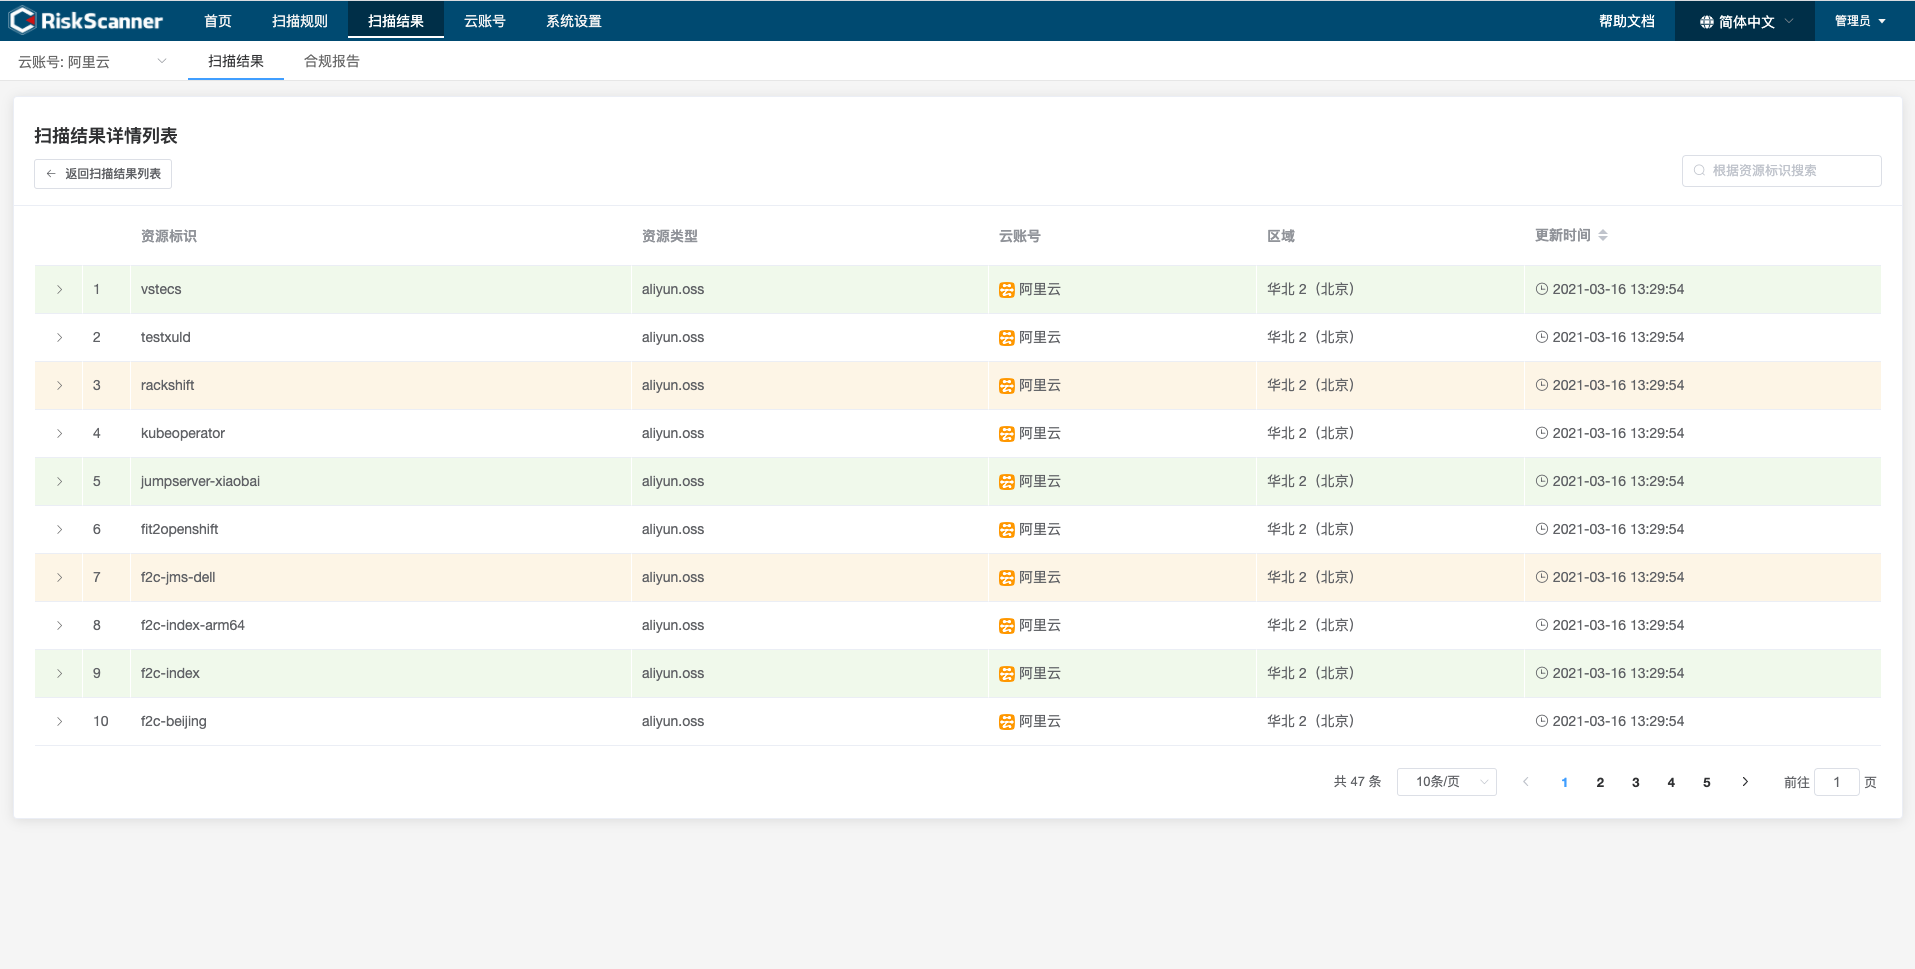 RiskScanner 首页 扫描规则 扫描结果 云账号 系统设置 帮助文档 简体中文 管理员
云账号: 阿里云 扫描结果 合规报告
扫描结果详情列表
返回扫描结果列表 根据资源标识搜索
资源标识 资源类型 云账号 区域 更新时间
1 vstecs aliyun.oss 阿里云 华北 2（北京） 2021-03-16 13:29:54
2 testxuld aliyun.oss 阿里云 华北 2（北京） 2021-03-16 13:29:54
3 rackshift aliyun.oss 阿里云 华北 2（北京） 2021-03-16 13:29:54
4 kubeoperator aliyun.oss 阿里云 华北 2（北京） 2021-03-16 13:29:54
5 jumpserver-xiaobai aliyun.oss 阿里云 华北 2（北京） 2021-03-16 13:29:54
6 fit2openshift aliyun.oss 阿里云 华北 2（北京） 2021-03-16 13:29:54
7 f2c-jms-dell aliyun.oss 阿里云 华北 2（北京） 2021-03-16 13:29:54
8 f2c-index-arm64 aliyun.oss 阿里云 华北 2（北京） 2021-03-16 13:29:54
9 f2c-index aliyun.oss 阿里云 华北 2（北京） 2021-03-16 13:29:54
10 f2c-beijing aliyun.oss 阿里云 华北 2（北京） 2021-03-16 13:29:54
共 47 条 10条/页 1 2 3 4 5 前往 1 页